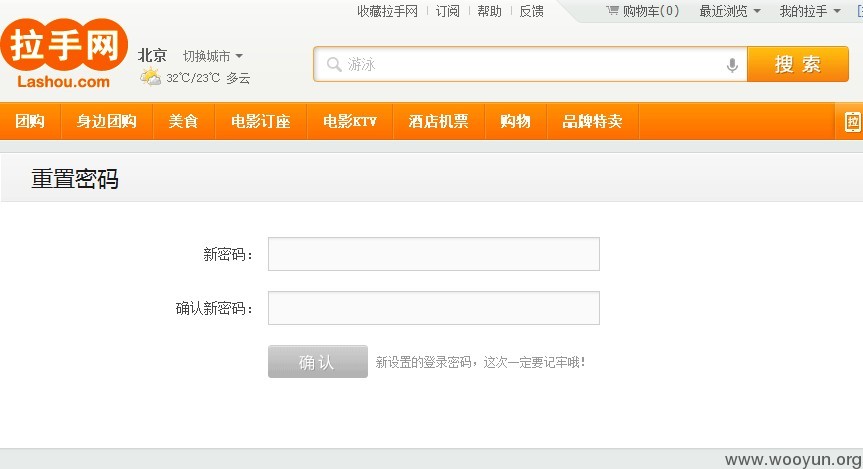 收藏拉手网 订阅 帮助 反馈 购物车(0) 最近浏览 我的拉手
拉手网
Lashou.com
北京 切换城市
32℃/23℃ 多云
游泳
搜索
团购 身边团购 美食 电影订座 电影KTV 酒店机票 购物 品牌特卖
拉
重置密码
新密码：
确认新密码：
确认 新设置的登录密码，这次一定要记牢哦！
www.wooyun.org